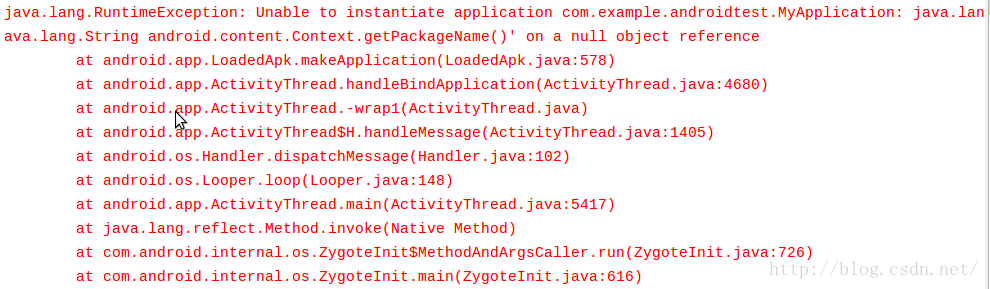 java.lang.RuntimeException: Unable to instantiate application com.example.androidtest.MyApplication: java.lan
ava.lang.String android.content.Context.getPackageName()' on a null object reference
at android.app.LoadedApk.makeApplication(LoadedApk.java:578)
at android.app.ActivityThread.handleBindApplication(ActivityThread.java:4680)
at android.app.ActivityThread.-wrap1(ActivityThread.java)
at android.app.ActivityThread$H.handleMessage(ActivityThread.java:1405)
at android.os.Handler.dispatchMessage(Handler.java:102)
at android.os.Looper.loop(Looper.java:148)
at android.app.ActivityThread.main(ActivityThread.java:5417)
at java.lang.reflect.Method.invoke(Native Method)
at com.android.internal.os.ZygoteInit$MethodAndArgsCaller.run(ZygoteInit.java:726)
at com.android.internal.os.ZygoteInit.main(ZygoteInit.java:616)
http://blog.csdn.net/